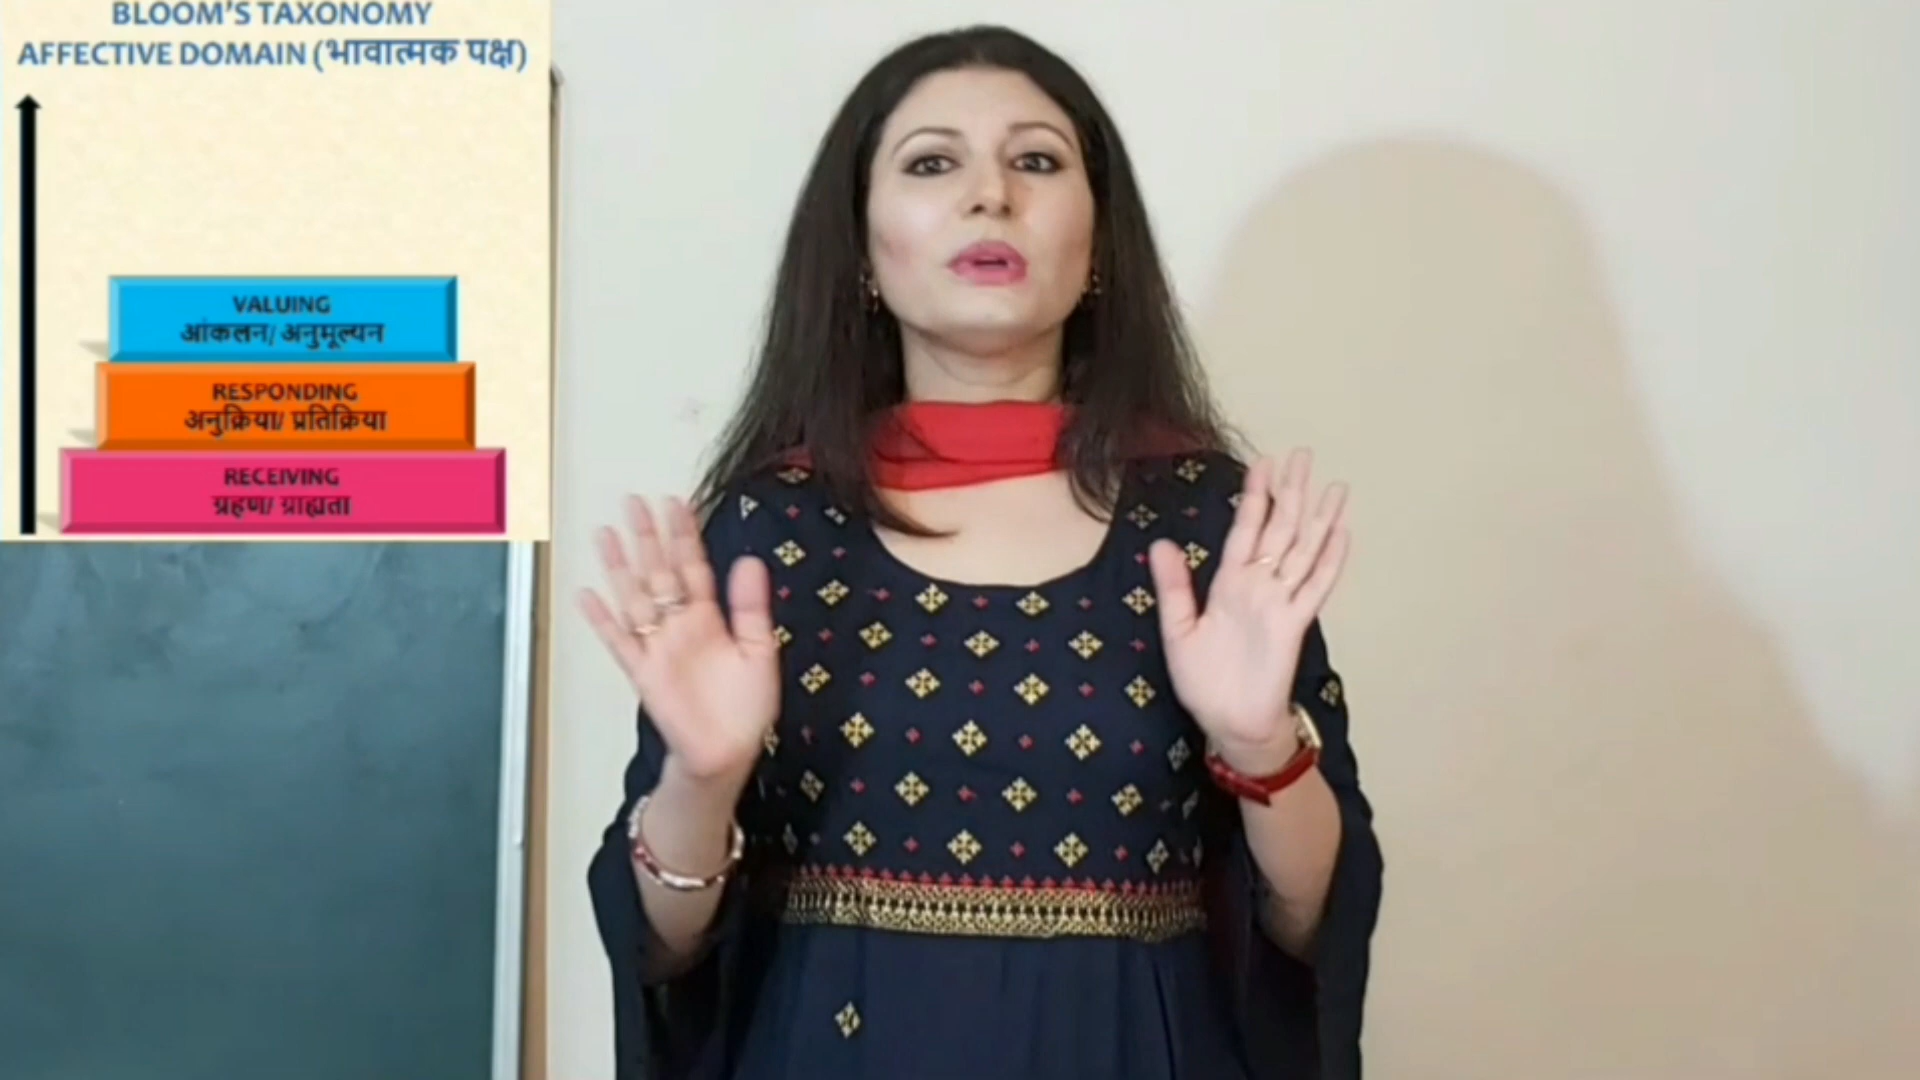 BLOOM'S TAXONOMY
AFFECTIVE DOMAIN (भावात्मक पक्ष)
VALUING
आंकलन/ अनुमूल्यन
RESPONDING
अनुक्रिया/ प्रतिक्रिया
RECEIVING
ग्रहण/ ग्राह्यता